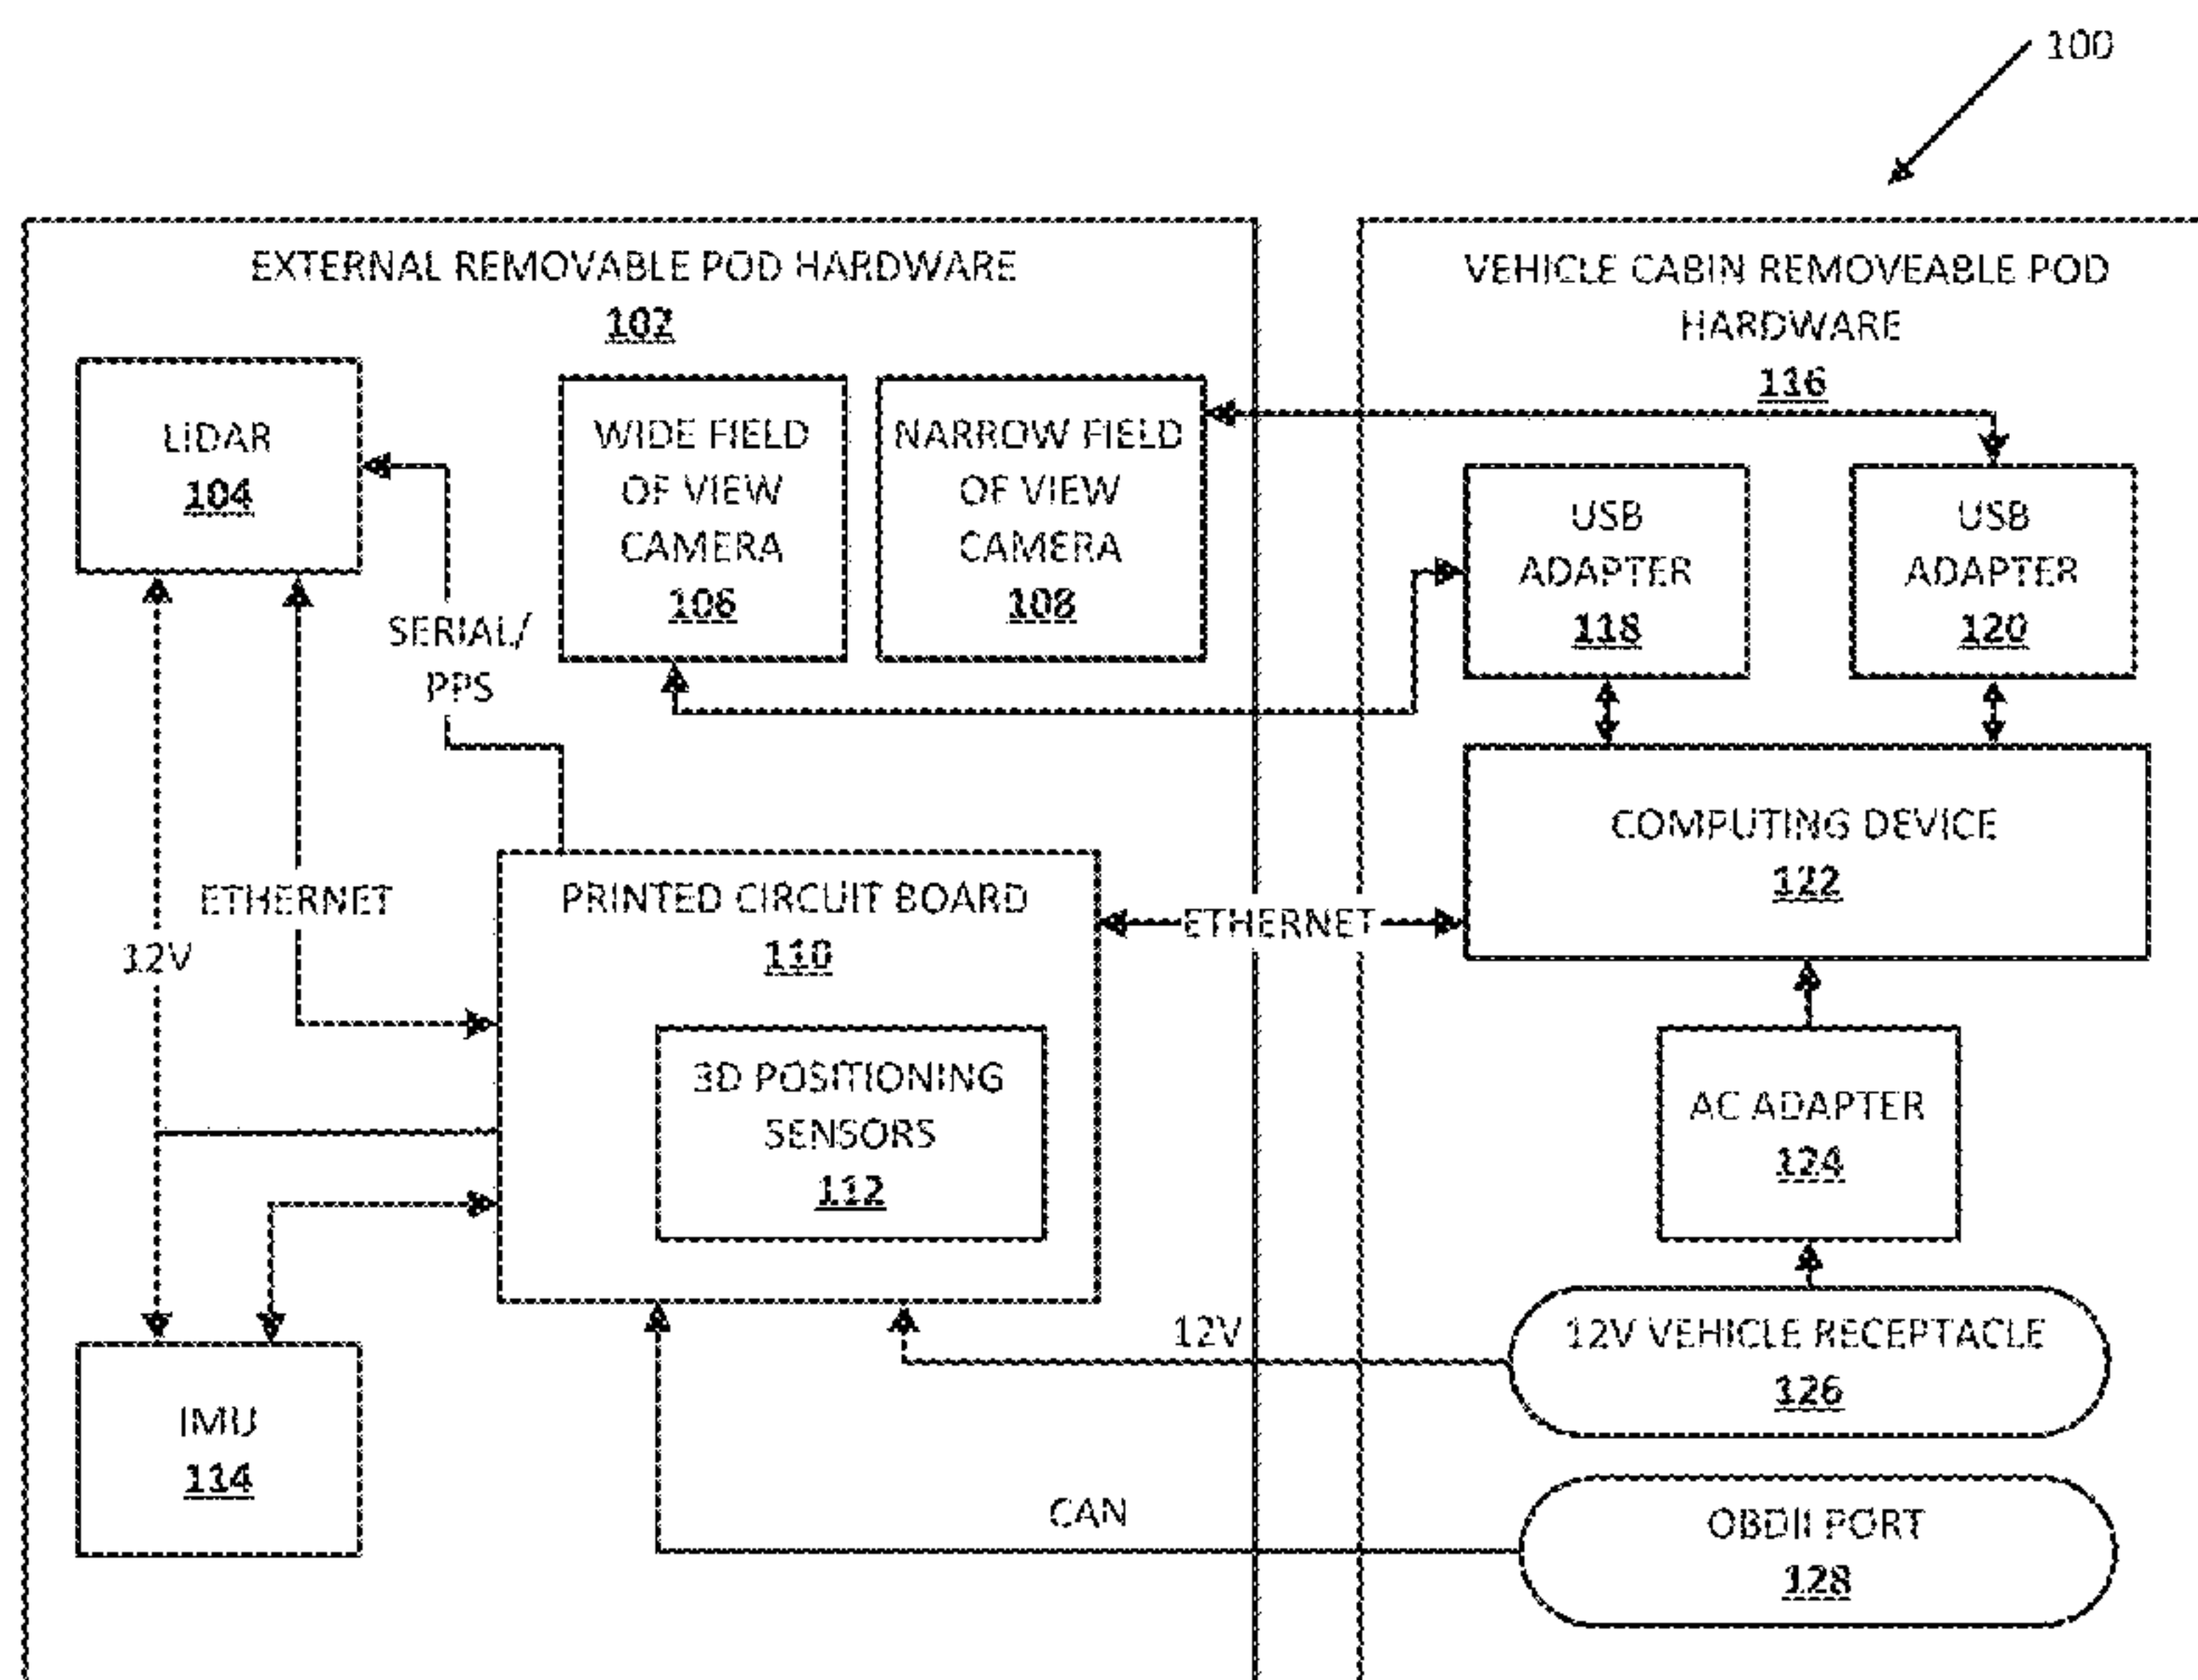 100
EXTERNAL REMOVABLE POD HARDWARE
102
LiDAR
104
WIDE FIELD
OF VIEW
CAMERA
106
NARROW FIELD
OF VIEW
CAMERA
108
SERIAL/
PPS
ETHERNET
12V
PRINTED CIRCUIT BOARD
110
3D POSITIONING
SENSORS
112
IMU
114
ETHERNET
12V
CAN
VEHICLE CABIN REMOVEABLE POD
HARDWARE
116
USB
ADAPTER
118
USB
ADAPTER
120
COMPUTING DEVICE
122
AC ADAPTER
124
12V VEHICLE RECEPTACLE
126
OBDII PORT
128